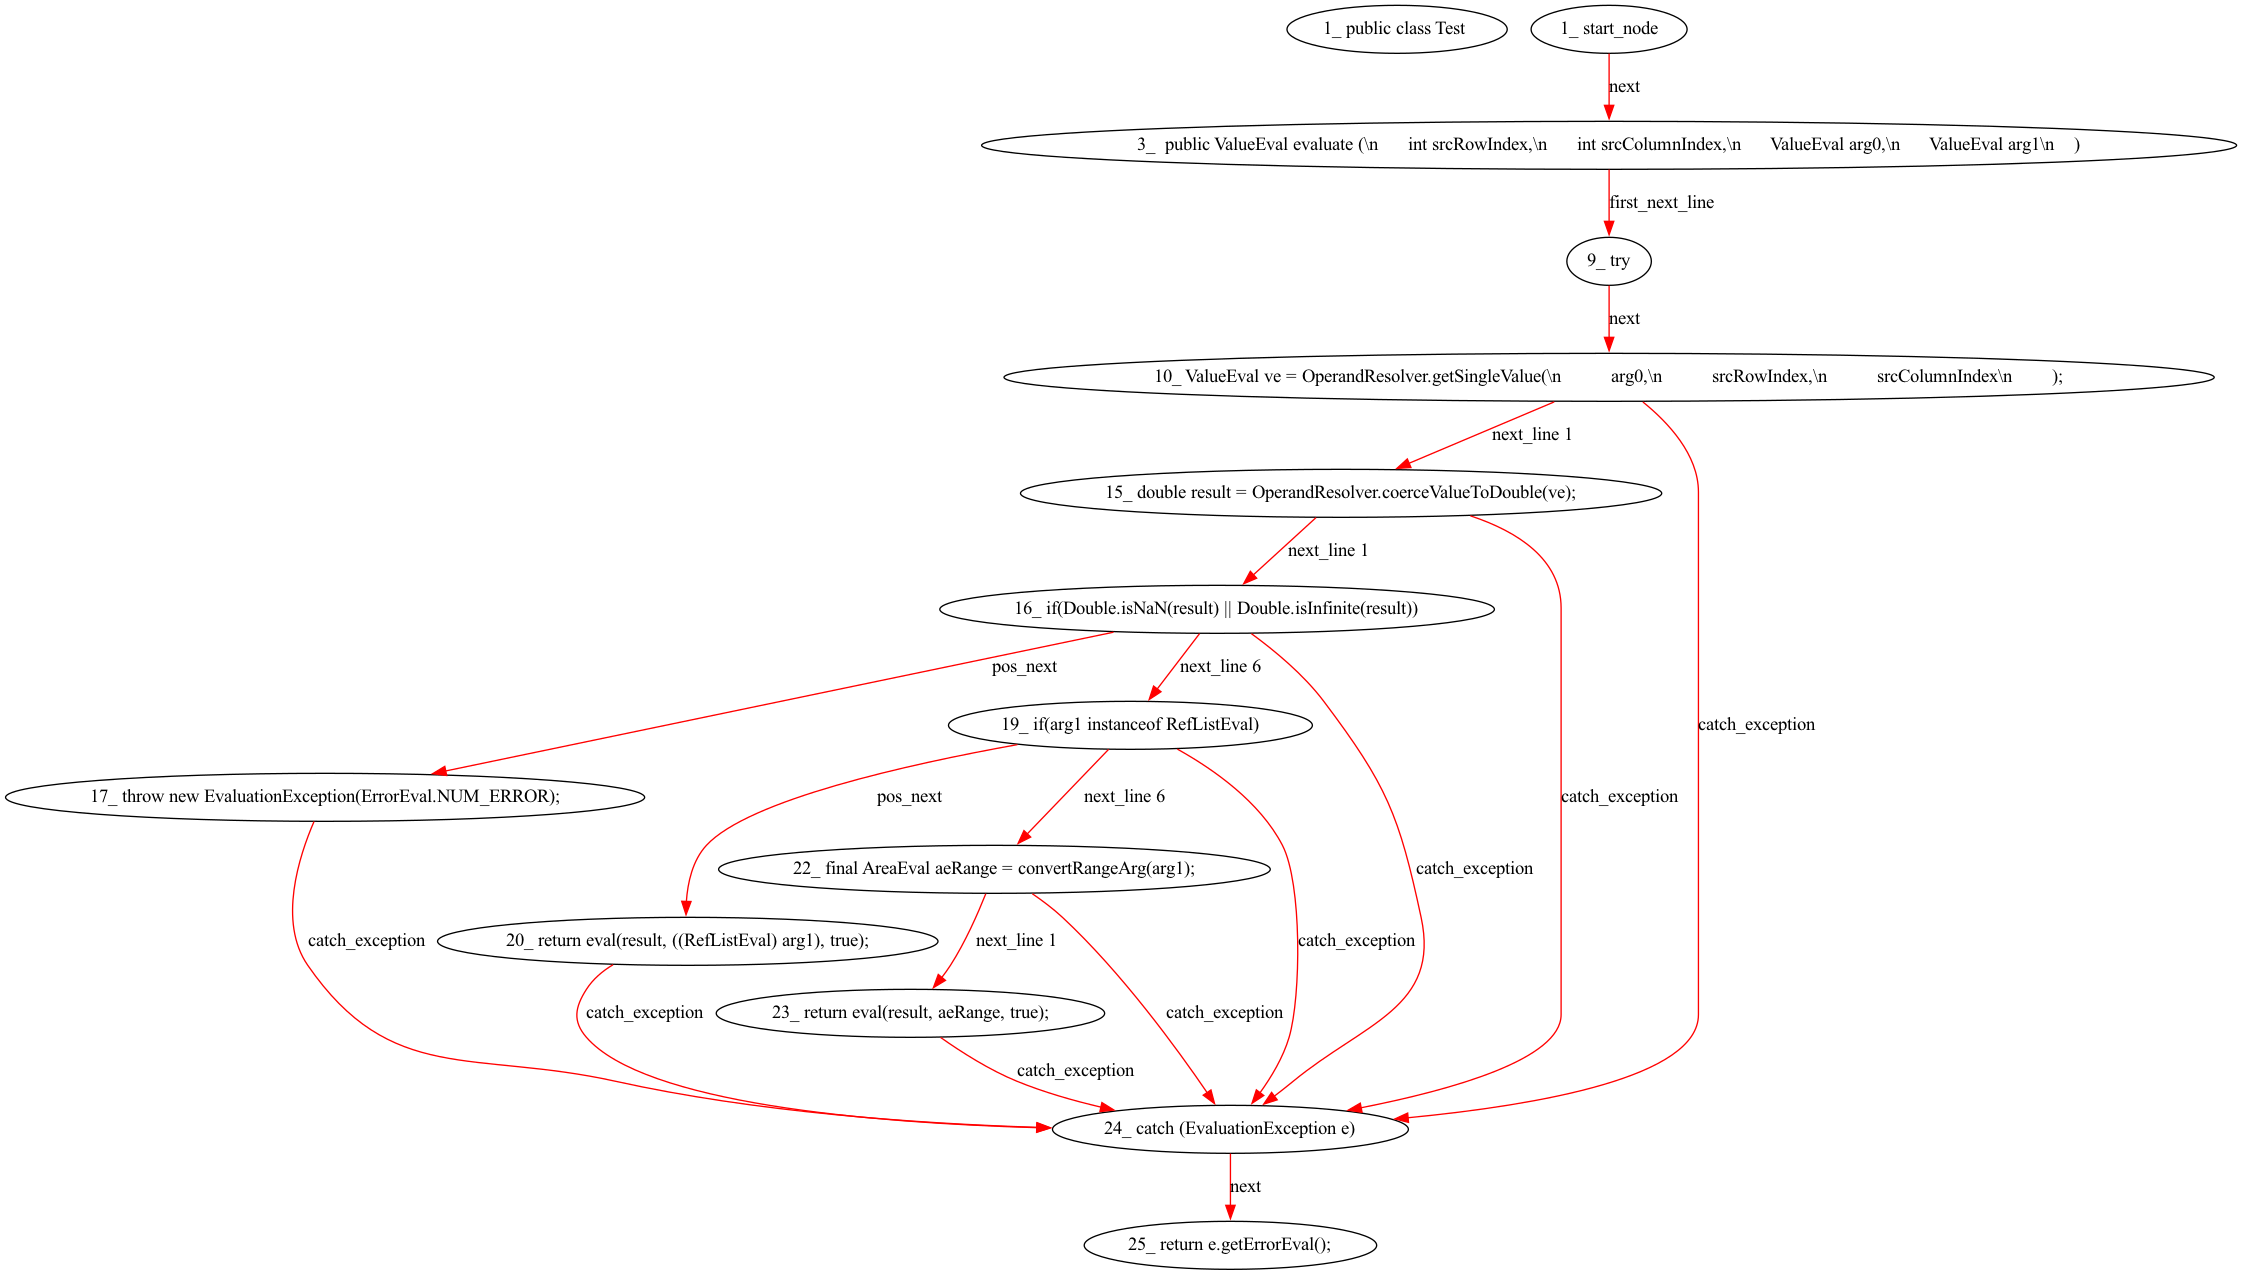 1_ public class Test
1_ start_node
next
3_  public ValueEval evaluate (\n      int srcRowIndex,\n      int srcColumnIndex,\n      ValueEval arg0,\n      ValueEval arg1\n    )
first_next_line
9_ try
next
10_ ValueEval ve = OperandResolver.getSingleValue(\n          arg0,\n          srcRowIndex,\n          srcColumnIndex\n        );
next_line 1
15_ double result = OperandResolver.coerceValueToDouble(ve);
next_line 1
16_ if(Double.isNaN(result) || Double.isInfinite(result))
pos_next
next_line 6
19_ if(arg1 instanceof RefListEval)
catch_exception
17_ throw new EvaluationException(ErrorEval.NUM_ERROR);
pos_next
next_line 6
catch_exception
22_ final AreaEval aeRange = convertRangeArg(arg1);
catch_exception
catch_exception
20_ return eval(result, ((RefListEval) arg1), true);
next_line 1
catch_exception
catch_exception
23_ return eval(result, aeRange, true);
catch_exception
catch_exception
24_ catch (EvaluationException e)
next
25_ return e.getErrorEval();